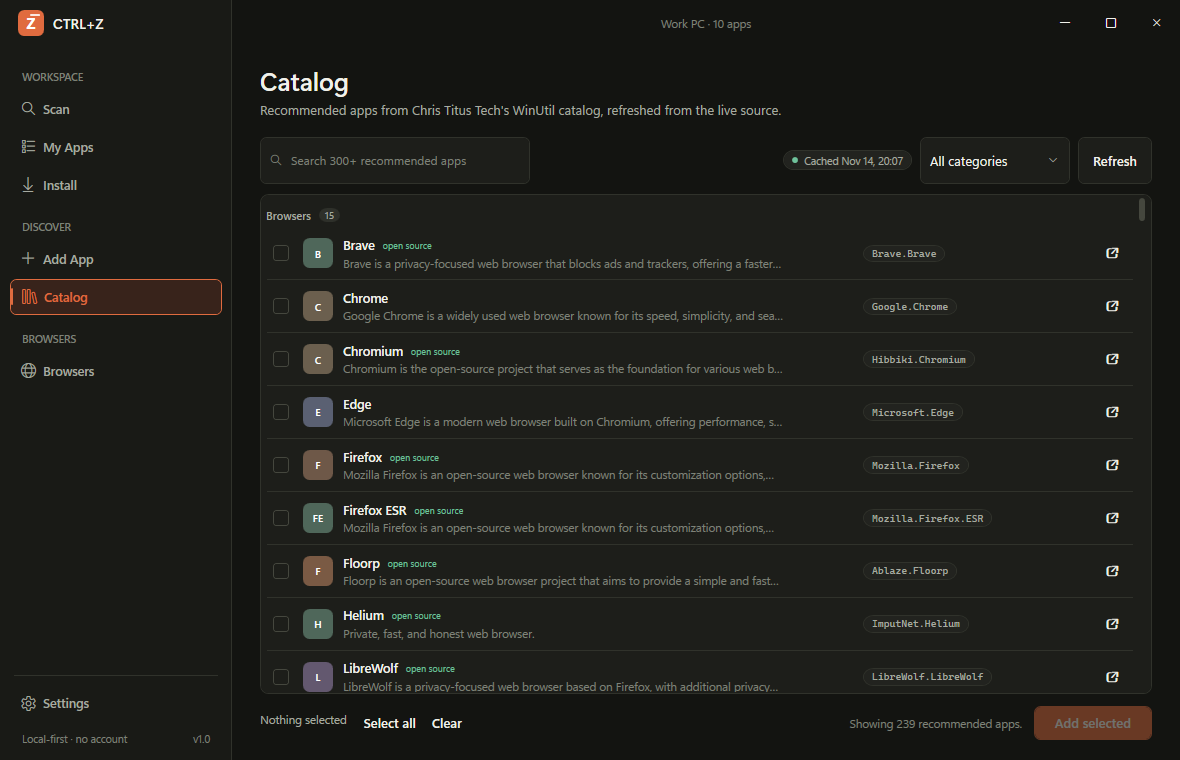 Z CTRL+Z
Work PC · 10 apps
WORKSPACE
Scan
My Apps
Install
DISCOVER
Add App
Catalog
BROWSERS
Browsers
Settings
Local-first · no account v1.0
Catalog
Recommended apps from Chris Titus Tech's WinUtil catalog, refreshed from the live source.
Search 300+ recommended apps
Cached Nov 14, 20:07
All categories
Refresh
Browsers 15
B
Brave open source
Brave is a privacy-focused web browser that blocks ads and trackers, offering a faster...
Brave.Brave
C
Chrome
Google Chrome is a widely used web browser known for its speed, simplicity, and sea...
Google.Chrome
C
Chromium open source
Chromium is the open-source project that serves as the foundation for various web b...
Hibbiki.Chromium
E
Edge
Microsoft Edge is a modern web browser built on Chromium, offering performance, s...
Microsoft.Edge
F
Firefox open source
Mozilla Firefox is an open-source web browser known for its customization options,...
Mozilla.Firefox
FE
Firefox ESR open source
Mozilla Firefox is an open-source web browser known for its customization options,...
Mozilla.Firefox.ESR
F
Floorp open source
Floorp is an open-source web browser project that aims to provide a simple and fast...
Ablaze.Floorp
H
Helium open source
Private, fast, and honest web browser.
ImputNet.Helium
L
LibreWolf open source
LibreWolf is a privacy-focused web browser based on Firefox, with additional privacy...
LibreWolf.LibreWolf
Nothing selected
Select all
Clear
Showing 239 recommended apps.
Add selected